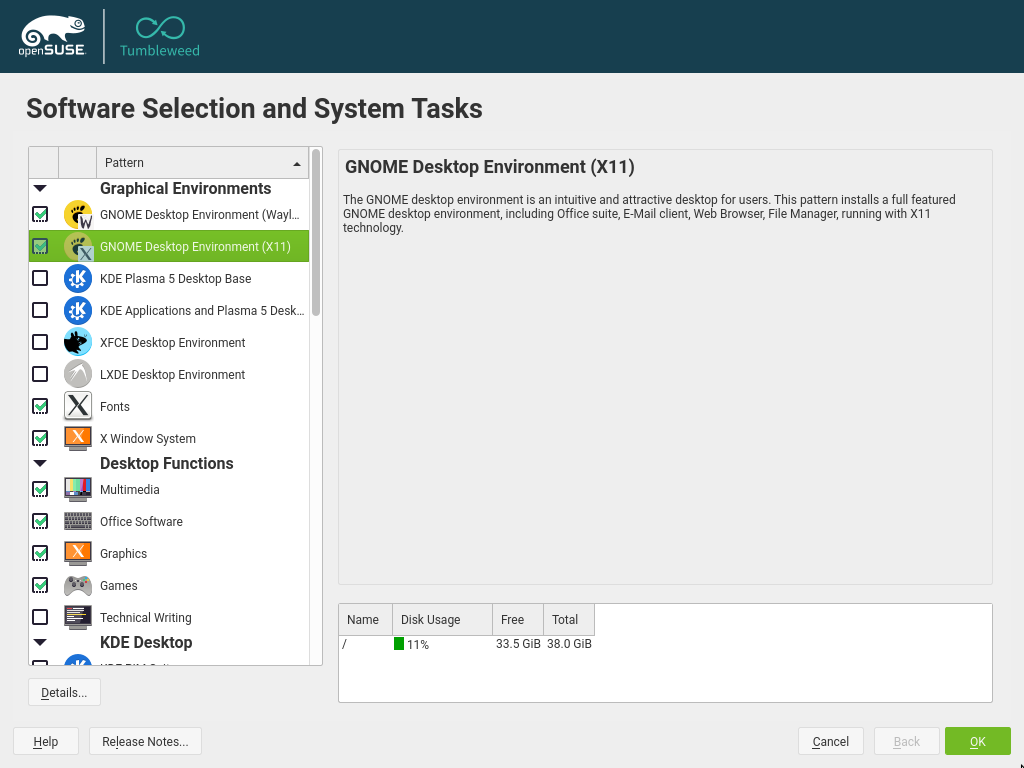 openSUSE
Tumbleweed
Software Selection and System Tasks
Pattern
Graphical Environments
GNOME Desktop Environment (Wayl...
GNOME Desktop Environment (X11)
KDE Plasma 5 Desktop Base
KDE Applications and Plasma 5 Desk...
XFCE Desktop Environment
LXDE Desktop Environment
Fonts
X Window System
Desktop Functions
Multimedia
Office Software
Graphics
Games
Technical Writing
KDE Desktop
Details...
GNOME Desktop Environment (X11)
The GNOME desktop environment is an intuitive and attractive desktop for users. This pattern installs a full featured
GNOME desktop environment, including Office suite, E-Mail client, Web Browser, File Manager, running with X11
technology.
Name Disk Usage Free Total
/ 11% 33.5 GiB 38.0 GiB
Help Release Notes... Cancel Back OK